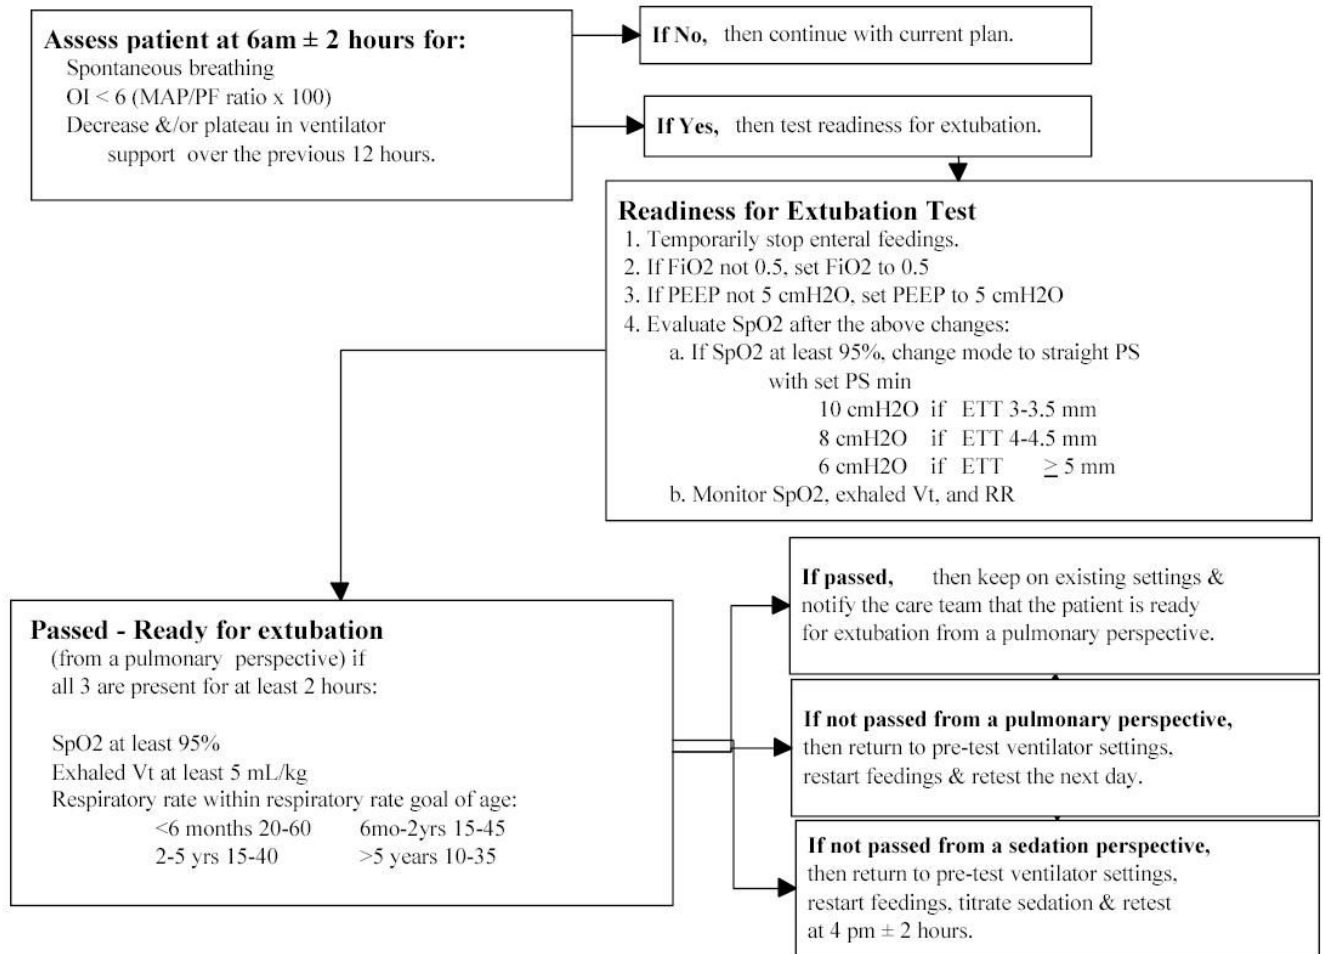 Assess patient at 6am ± 2 hours for:
Spontaneous breathing
OI < 6 (MAP/PF ratio x 100)
Decrease &/or plateau in ventilator
support over the previous 12 hours.
If No, then continue with current plan.
If Yes, then test readiness for extubation.
Readiness for Extubation Test
1. Temporarily stop enteral feedings.
2. If FiO2 not 0.5, set FiO2 to 0.5
3. If PEEP not 5 cmH2O, set PEEP to 5 cmH2O
4. Evaluate SpO2 after the above changes:
a. If SpO2 at least 95%, change mode to straight PS
with set PS min
10 cmH2O if ETT 3-3.5 mm
8 cmH2O if ETT 4-4.5 mm
6 cmH2O if ETT ≥ 5 mm
b. Monitor SpO2, exhaled Vt, and RR
Passed - Ready for extubation
(from a pulmonary perspective) if
all 3 are present for at least 2 hours:
SpO2 at least 95%
Exhaled Vt at least 5 mL/kg
Respiratory rate within respiratory rate goal of age:
<6 months 20-60 6mo-2yrs 15-45
2-5 yrs 15-40 >5 years 10-35
If passed, then keep on existing settings &
notify the care team that the patient is ready
for extubation from a pulmonary perspective.
If not passed from a pulmonary perspective,
then return to pre-test ventilator settings,
restart feedings & retest the next day.
If not passed from a sedation perspective,
then return to pre-test ventilator settings,
restart feedings, titrate sedation & retest
at 4 pm ± 2 hours.